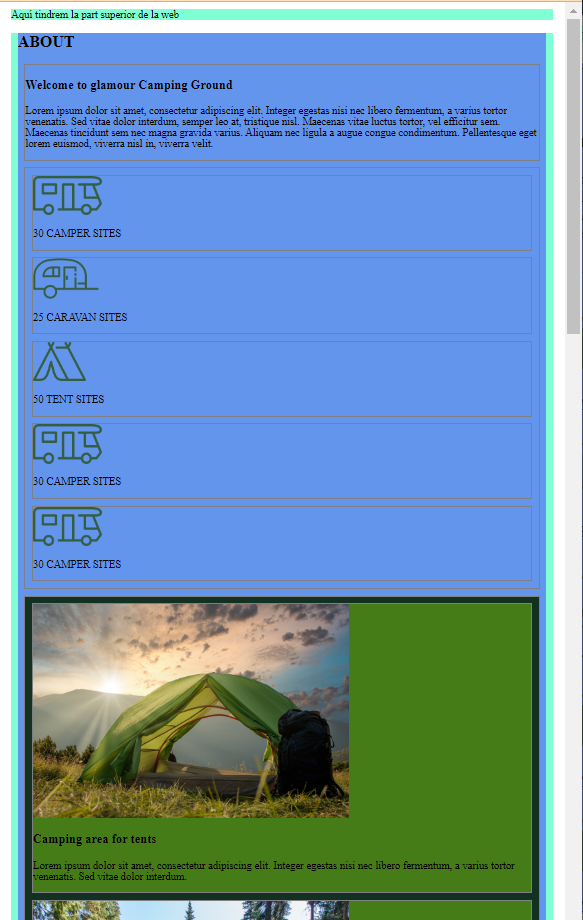 Aqui tindrem la part superior de la web
ABOUT
Welcome to glamour Camping Ground
Lorem ipsum dolor sit amet, consectetur adipiscing elit. Integer egestas nisi nec libero fermentum, a varius tortor
venenatis. Sed vitae dolor interdum, semper leo at, tristique nisl. Maecenas vitae luctus tortor, vel efficitur sem.
Maecenas tincidunt sem nec magna gravida varius. Aliquam nec ligula a augue congue condimentum. Pellentesque eget
lorem euismod, viverra nisl in, viverra velit.
30 CAMPER SITES
25 CARAVAN SITES
50 TENT SITES
30 CAMPER SITES
30 CAMPER SITES
Camping area for tents
Lorem ipsum dolor sit amet, consectetur adipiscing elit. Integer egestas nisi nec libero fermentum, a varius tortor
venenatis. Sed vitae dolor interdum.